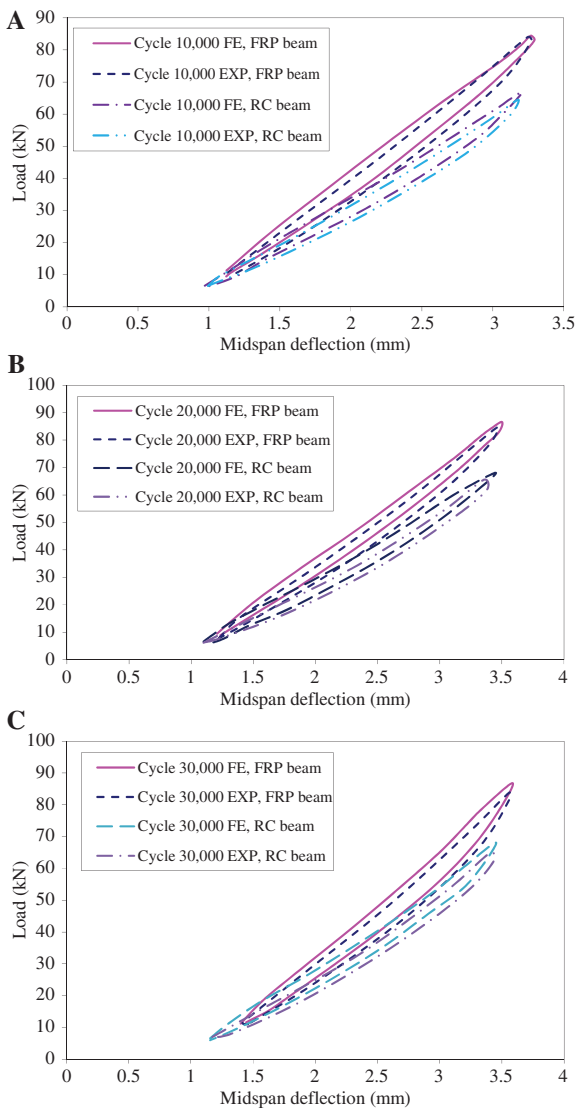 A
90
80
70
60
50
40
30
20
10
0
Load (kN)
Cycle 10,000 FE, FRP beam
Cycle 10,000 EXP, FRP beam
Cycle 10,000 FE, RC beam
Cycle 10,000 EXP, RC beam
0 0.5 1 1.5 2 2.5 3 3.5
Midspan deflection (mm)
B
100
90
80
70
60
50
40
30
20
10
0
Load (kN)
Cycle 20,000 FE, FRP beam
Cycle 20,000 EXP, FRP beam
Cycle 20,000 FE, RC beam
Cycle 20,000 EXP, RC beam
0 0.5 1 1.5 2 2.5 3 3.5 4
Midspan deflection (mm)
C
100
90
80
70
60
50
40
30
20
10
0
Load (kN)
Cycle 30,000 FE, FRP beam
Cycle 30,000 EXP, FRP beam
Cycle 30,000 FE, RC beam
Cycle 30,000 EXP, RC beam
0 0.5 1 1.5 2 2.5 3 3.5 4
Midspan deflection (mm)